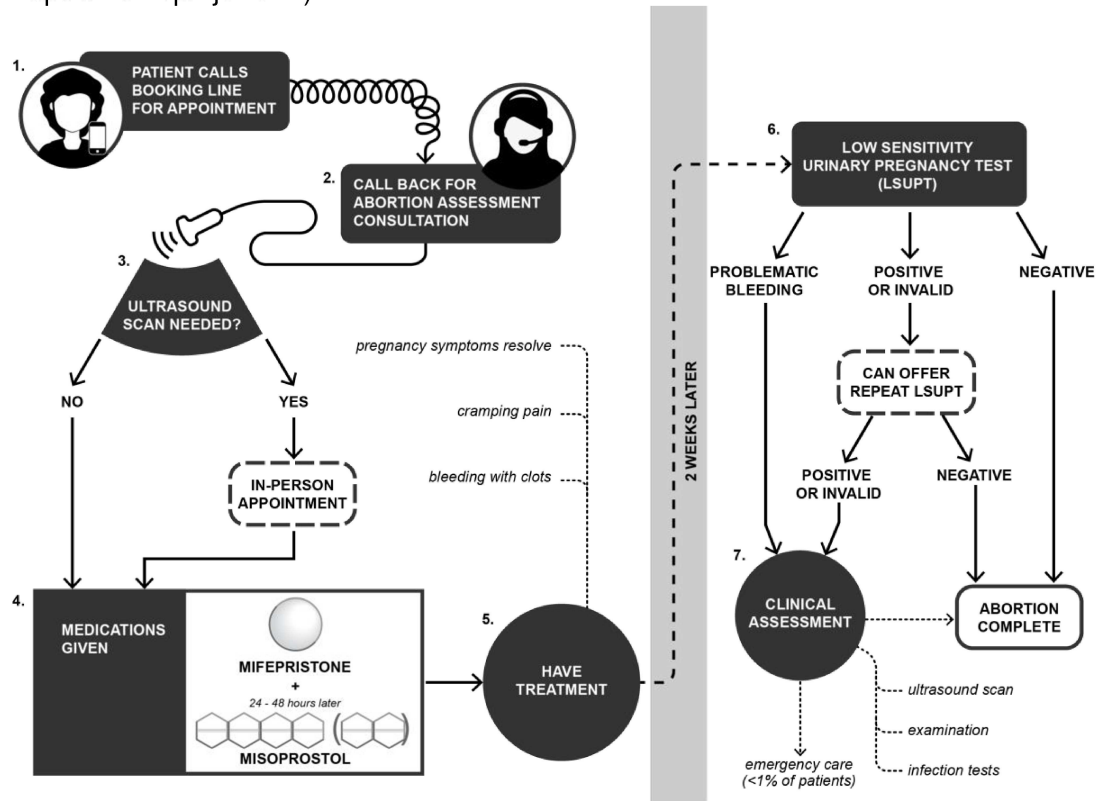 1.
PATIENT CALLS
BOOKING LINE
FOR APPOINTMENT
2.
CALL BACK FOR
ABORTION ASSESSMENT
CONSULTATION
3.
ULTRASOUND
SCAN NEEDED?
NO
YES
IN-PERSON
APPOINTMENT
4.
MEDICATIONS
GIVEN
MIFEPRISTONE
+
24 - 48 hours later
( )
MISOPROSTOL
5.
HAVE
TREATMENT
pregnancy symptoms resolve
cramping pain
bleeding with clots
2 WEEKS LATER
6.
LOW SENSITIVITY
URINARY PREGNANCY TEST
(LSUPT)
PROBLEMATIC
BLEEDING
POSITIVE
OR INVALID
NEGATIVE
CAN OFFER
REPEAT LSUPT
POSITIVE
OR INVALID
NEGATIVE
7.
CLINICAL
ASSESSMENT
ABORTION
COMPLETE
ultrasound scan
examination
infection tests
emergency care
(<1% of patients)